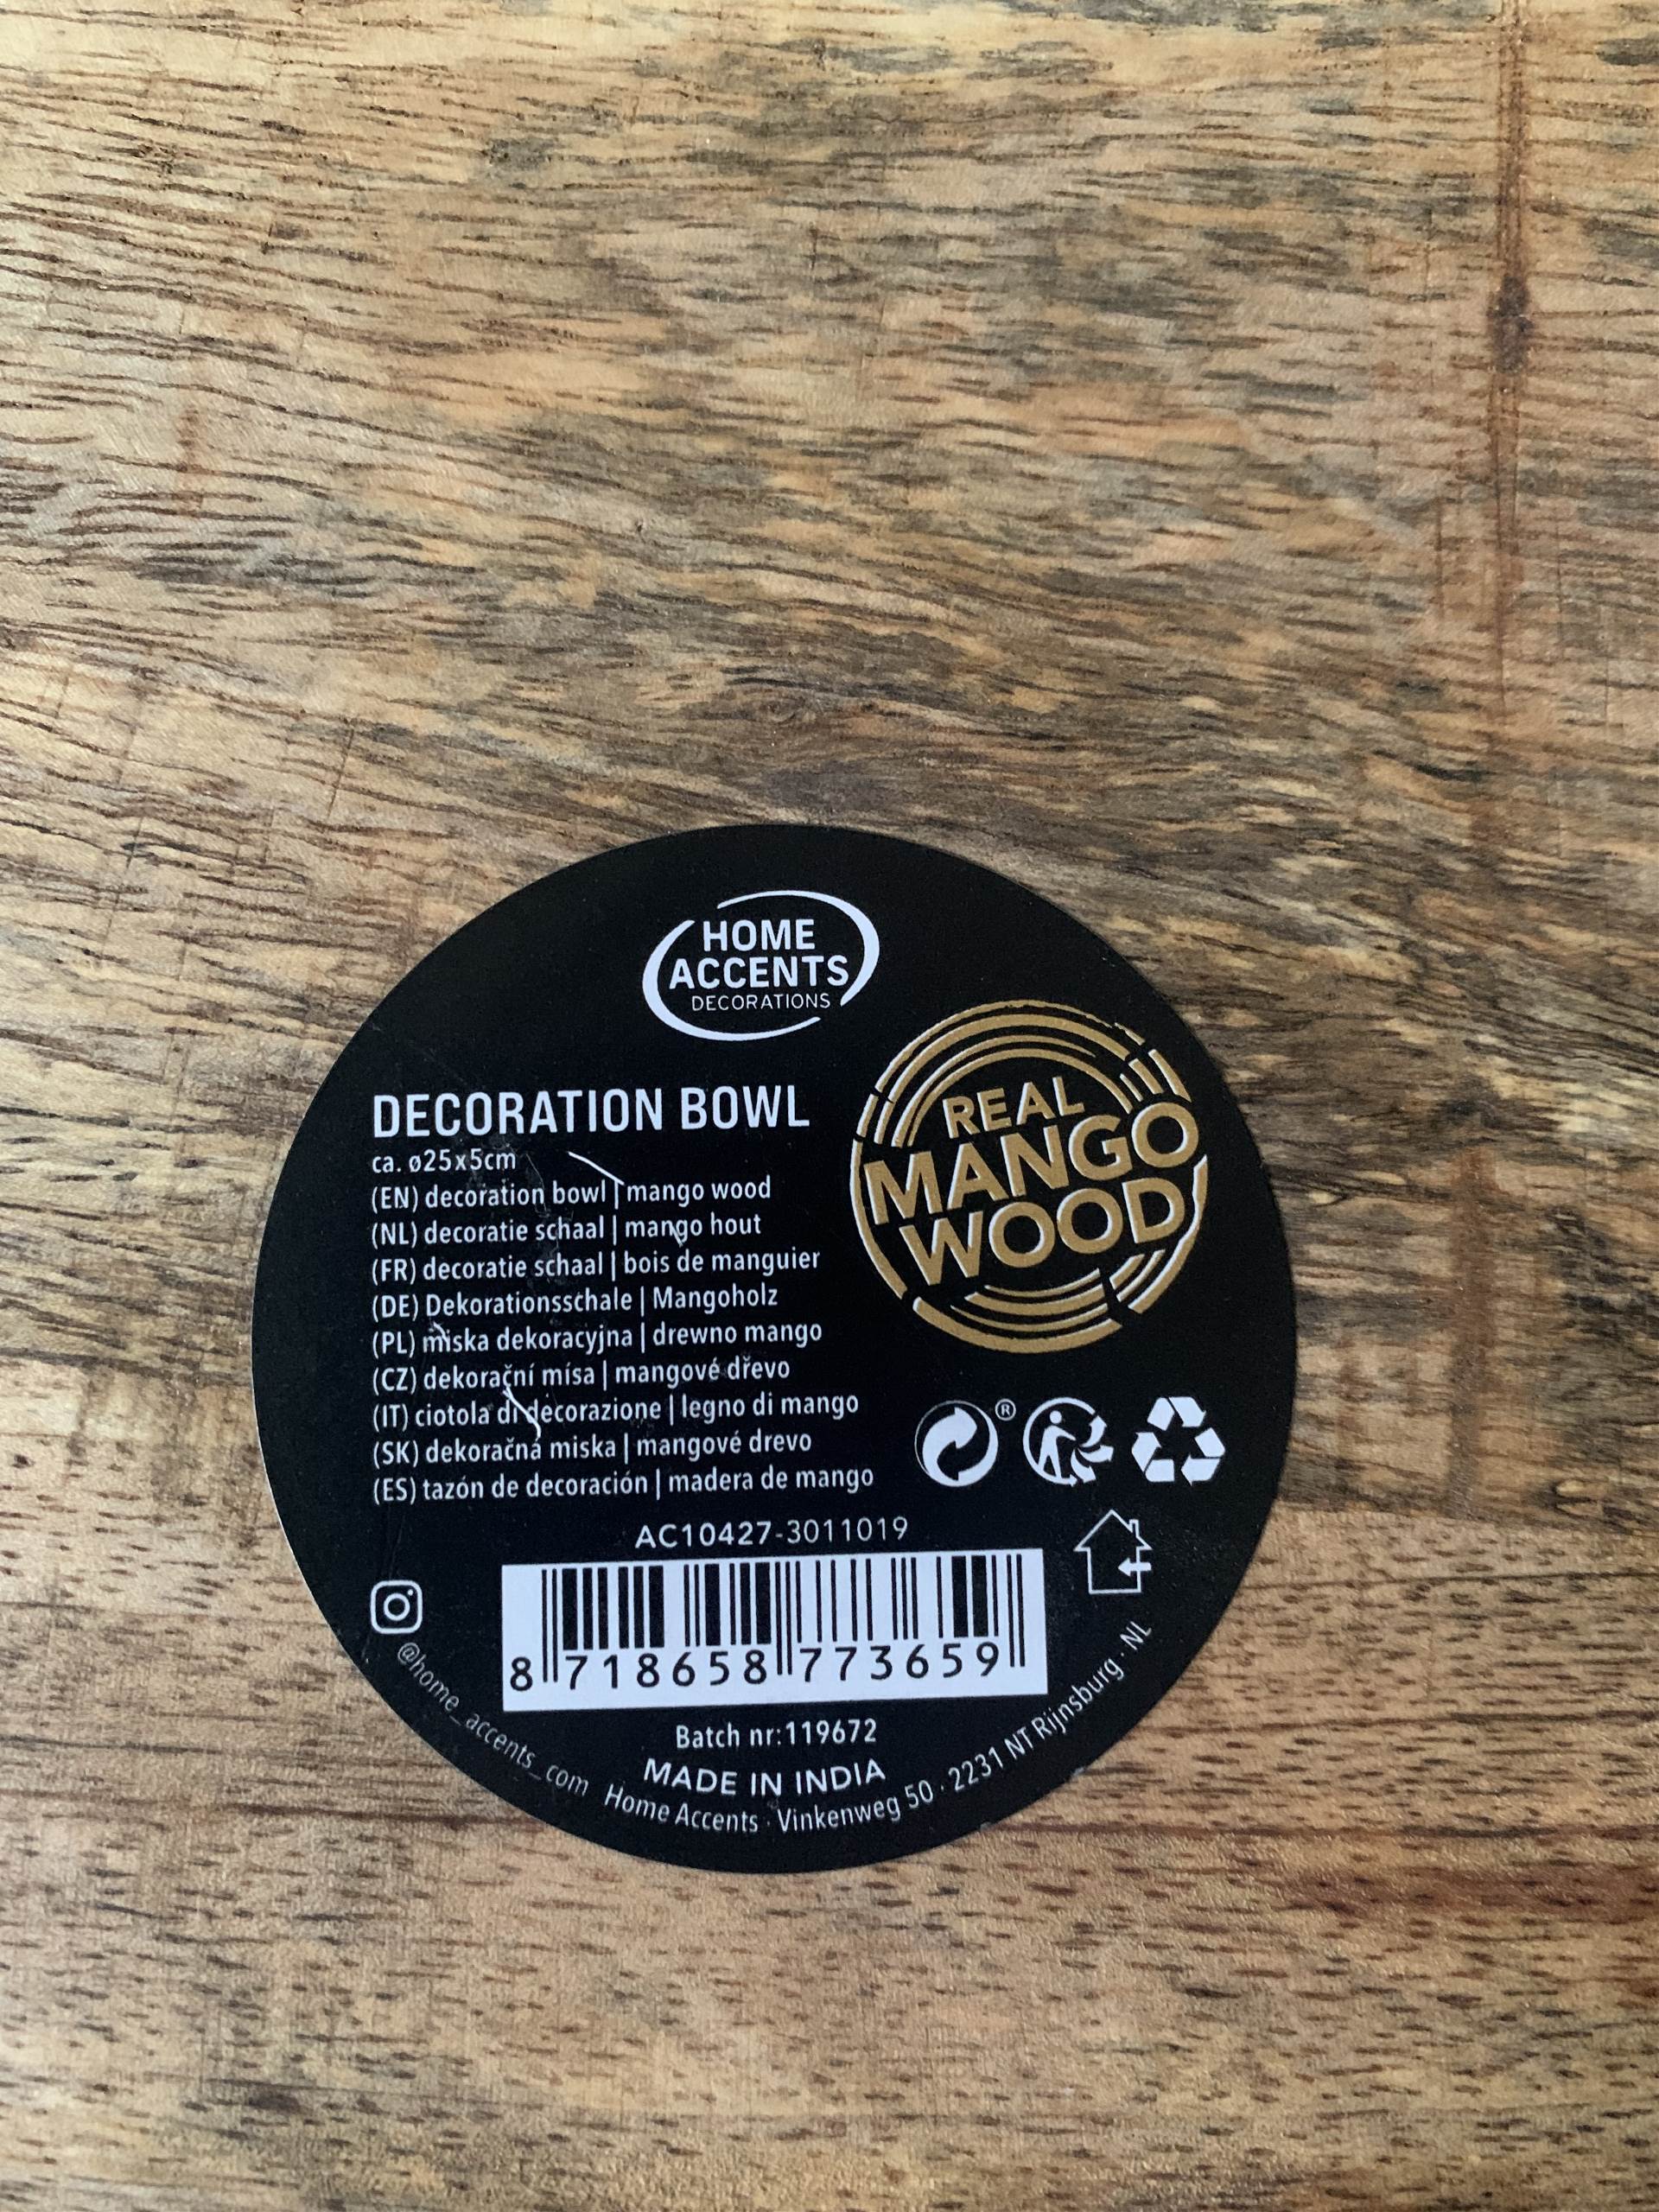 HOME
ACCENTS
DECORATIONS
REAL
MANGO
WOOD
DECORATION BOWL
ca. ø25x5cm
(EN) decoration bowl | mango wood
(NL) decoratie schaal | mango hout
(FR) decoratie schaal | bois de manguier
(DE) Dekorationsschale | Mangoholz
(PL) miska dekoracyjna | drewno mango
(CZ) dekorační mísa | mangové dřevo
(IT) ciotola di decorazione | legno di mango
(SK) dekoračná miska | mangové drevo
(ES) tazón de decoración | madera de mango
®
AC10427-3011019
8 718658 773659
Batch nr:119672
MADE IN INDIA
@home_accents_com Home Accents · Vinkenweg 50 · 2231 NT Rijnsburg · NL